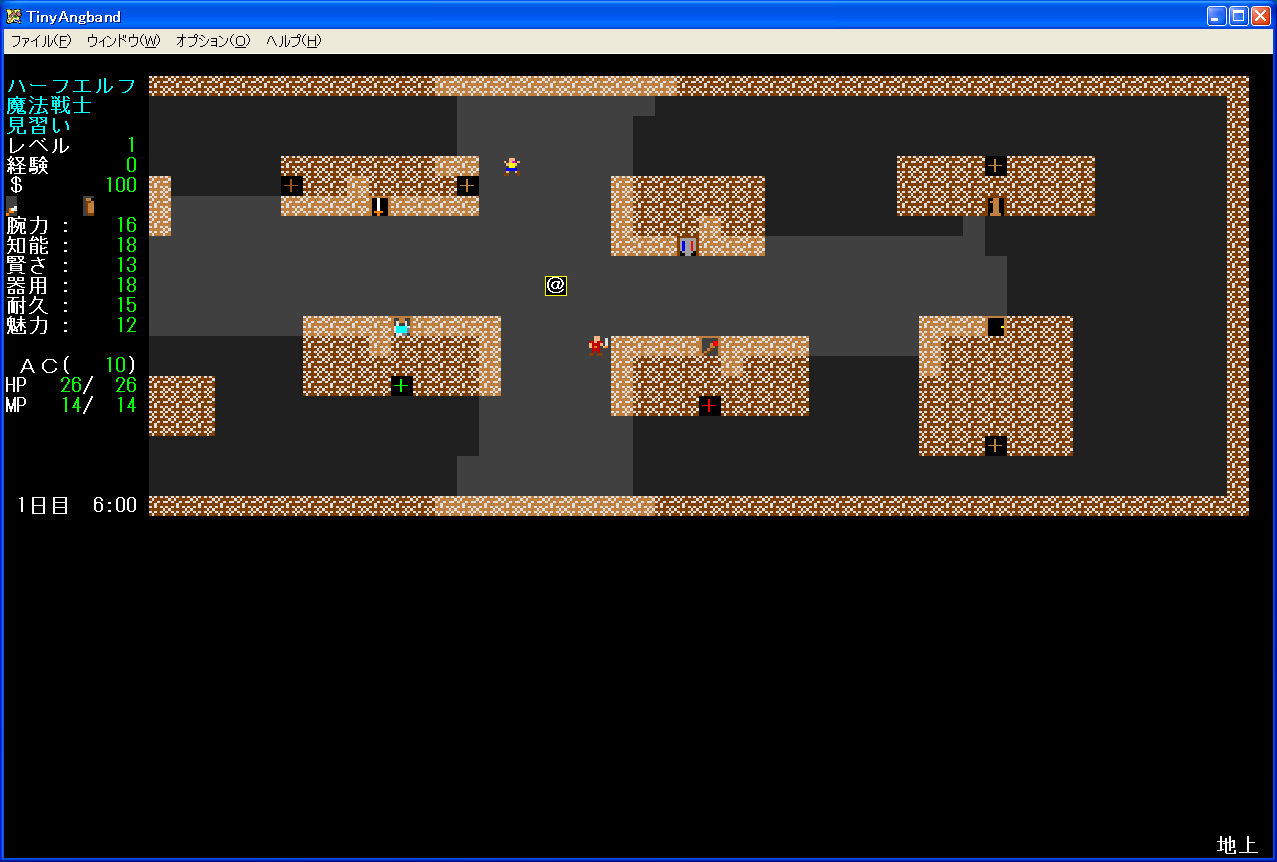 TinyAngband
ファイル(F) ウィンドウ(W) オプション(O) ヘルプ(H)
ハーフエルフ
魔法戦士
見習い
レベル 1
経験 0
$ 100
腕力 : 16
知能 : 18
賢さ : 13
器用 : 18
耐久 : 15
魅力 : 12
@
AC( 10)
HP 26/ 26
MP 14/ 14
1日目 6:00
地上